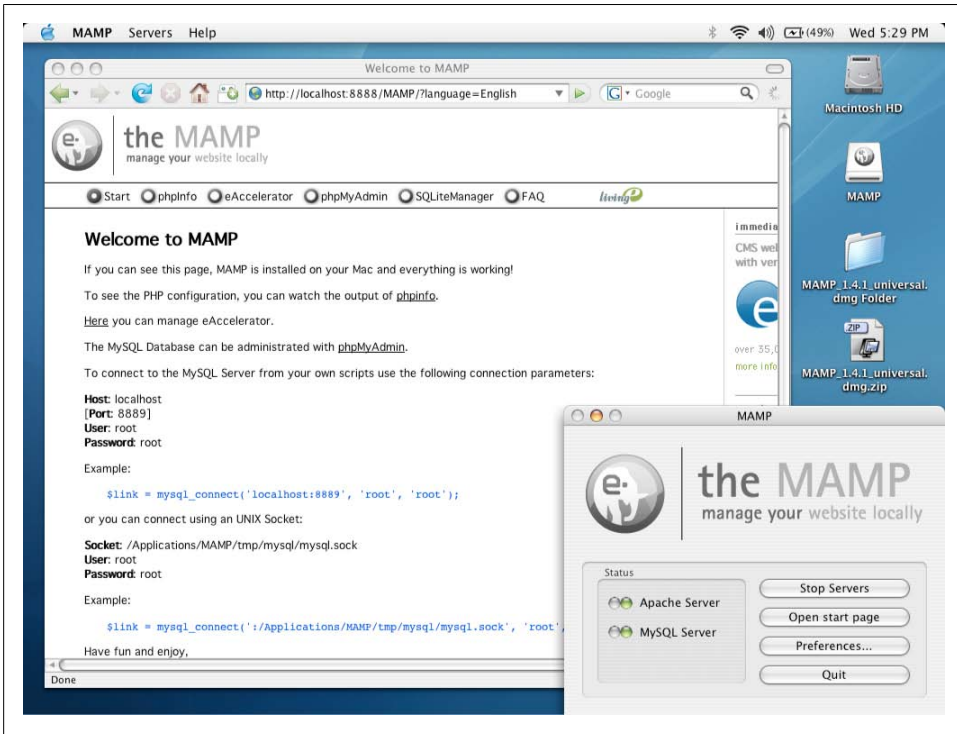 MAMP Servers Help
(49%) Wed 5:29 PM
Welcome to MAMP
http://localhost:8888/MAMP/?language=English
G Google
e.
the MAMP
manage your website locally
Start phpInfo eAccelerator phpMyAdmin SQLiteManager FAQ
living e
Welcome to MAMP
If you can see this page, MAMP is installed on your Mac and everything is working!
To see the PHP configuration, you can watch the output of phpinfo.
Here you can manage eAccelerator.
The MySQL Database can be administrated with phpMyAdmin.
To connect to the MySQL Server from your own scripts use the following connection parameters:
Host: localhost
[Port: 8889]
User: root
Password: root
Example:
$link = mysql_connect('localhost:8889', 'root', 'root');
or you can connect using an UNIX Socket:
Socket: /Applications/MAMP/tmp/mysql/mysql.sock
User: root
Password: root
Example:
$link = mysql_connect(':/Applications/MAMP/tmp/mysql/mysql.sock', 'root',
Have fun and enjoy,
Done
immedia
CMS wel
with ver
e
over 35,0
more info
Macintosh HD
MAMP
MAMP_1.4.1_universal.
dmg Folder
ZIP
MAMP_1.4.1_universal.
dmg.zip
MAMP
e.
the MAMP
manage your website locally
Status
Apache Server
MySQL Server
Stop Servers
Open start page
Preferences...
Quit